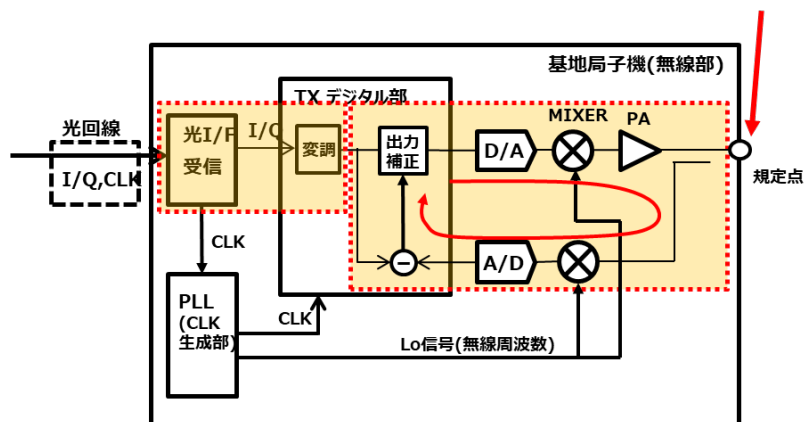 基地局子機(無線部)
TX デジタル部
光回線
I/Q,CLK
光I/F
受信
I/Q
変調
出力
補正
D/A
MIXER
PA
規定点
CLK
A/D
PLL
(CLK
生成部)
CLK
Lo信号(無線周波数)